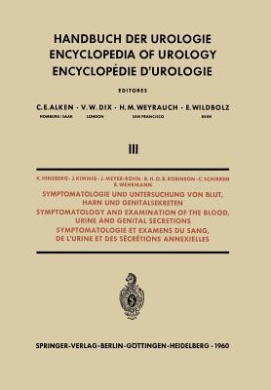 HANDBUCH DER UROLOGIE
ENCYCLOPEDIA OF UROLOGY
ENCYCLOPÉDIE D'UROLOGIE
EDITORES
C.E.ALKEN · V.W.DIX · H.M.WEYRAUCH · E.WILDBOLZ
HOMBURG/SAAR LONDON SAN FRANCISCO BERN
III
K. HINSBERG · J. KIMMIG · J. MEYER-ROHN · R.H.O.B. ROBINSON · C. SCHIRREN
R. WEHRMANN
SYMPTOMATOLOGIE UND UNTERSUCHUNG VON BLUT,
HARN UND GENITALSEKRETEN
SYMPTOMATOLOGY AND EXAMINATION OF THE BLOOD,
URINE AND GENITAL SECRETIONS
SYMPTOMATOLOGIE ET EXAMENS DU SANG,
DE L'URINE ET DES SÉCRÉTIONS ANNEXIELLES
SPRINGER-VERLAG · BERLIN · GÖTTINGEN · HEIDELBERG · 1960